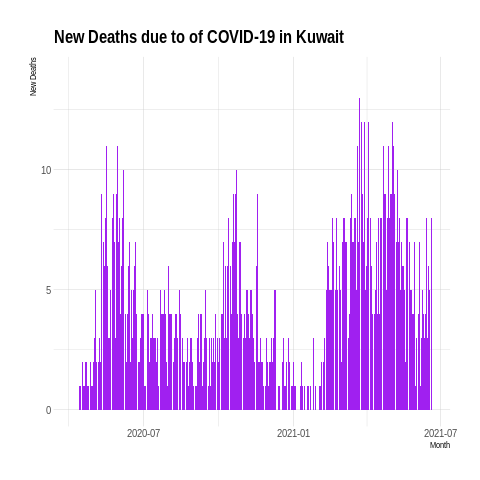 New Deaths due to of COVID-19 in Kuwait
New Deaths
10
5
0
2020-07
2021-01
2021-07
Month